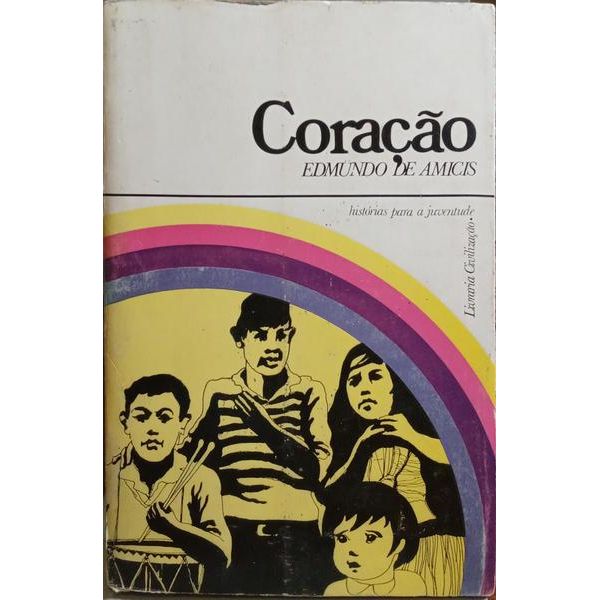 Coração
EDMUNDO DE AMICIS
histórias para a juventude
Livraria Civilização